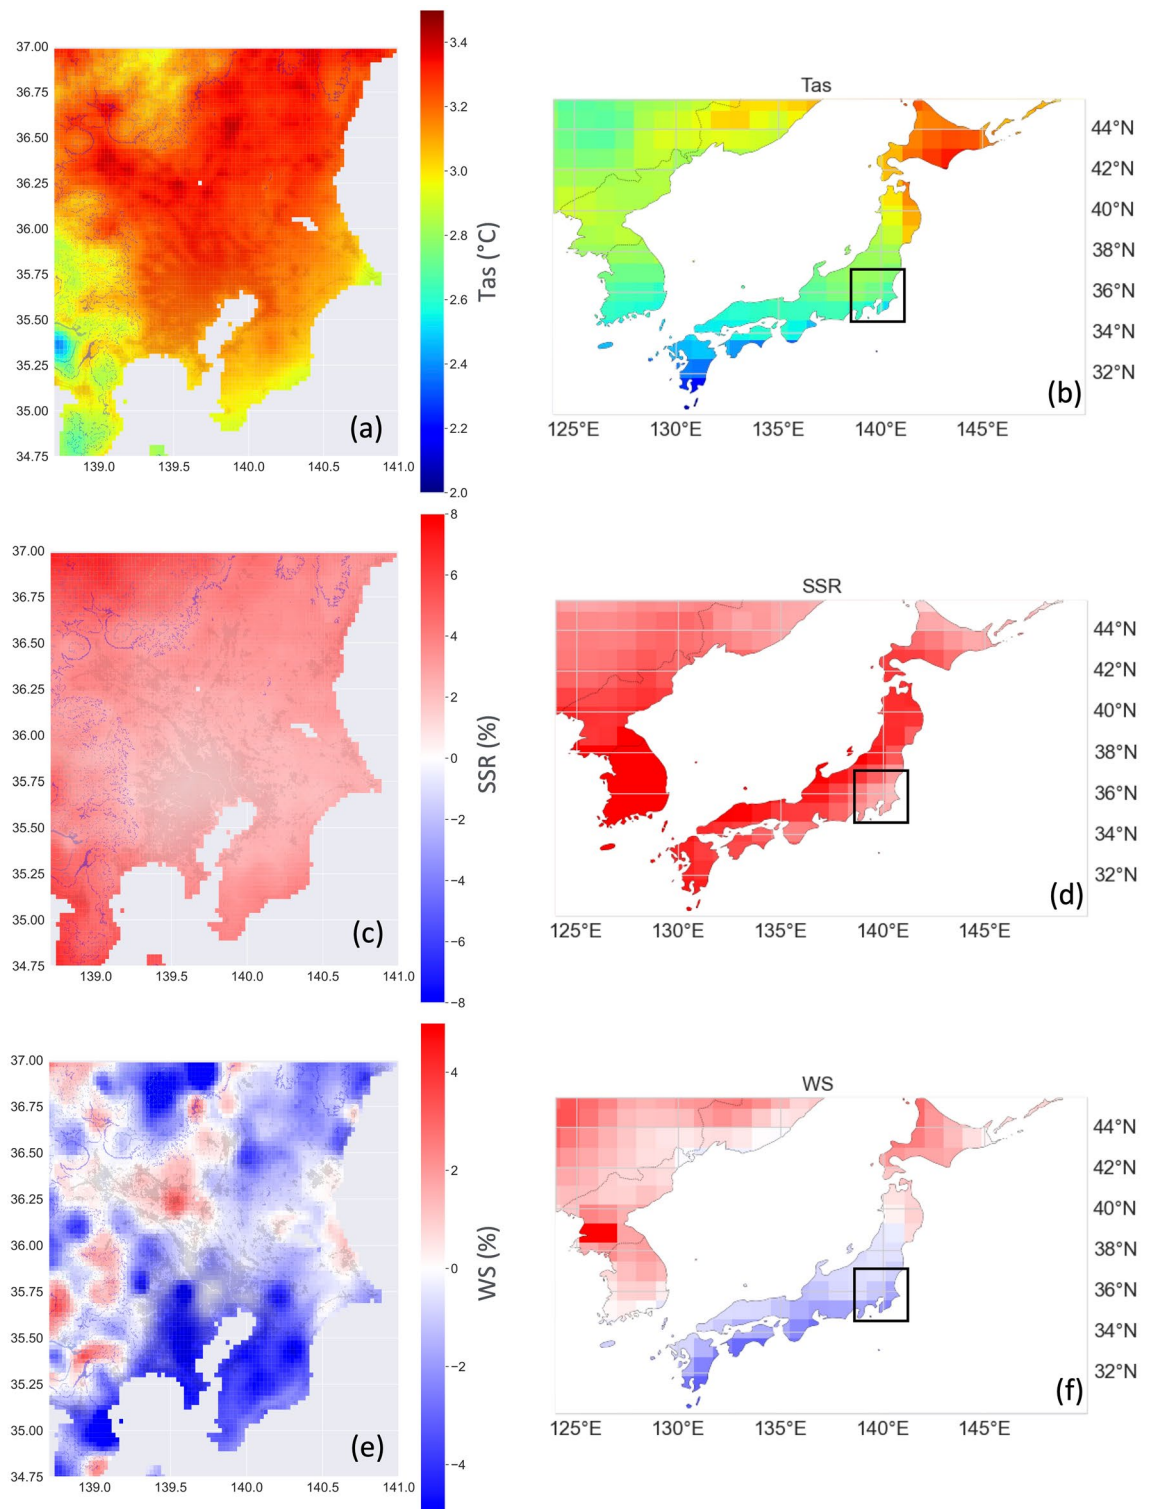 37.00
36.75
36.50
36.25
36.00
35.75
35.50
35.25
35.00
34.75
139.0 139.5 140.0 140.5 141.0
(a)
3.4
3.2
3.0
2.8
2.6
2.4
2.2
2.0
Tas (°C)
Tas
44°N
42°N
40°N
38°N
36°N
34°N
32°N
125°E 130°E 135°E 140°E 145°E
(b)
37.00
36.75
36.50
36.25
36.00
35.75
35.50
35.25
35.00
34.75
139.0 139.5 140.0 140.5 141.0
(c)
8
6
4
2
0
−2
−4
−6
−8
SSR (%)
SSR
44°N
42°N
40°N
38°N
36°N
34°N
32°N
125°E 130°E 135°E 140°E 145°E
(d)
37.00
36.75
36.50
36.25
36.00
35.75
35.50
35.25
35.00
34.75
139.0 139.5 140.0 140.5 141.0
(e)
4
2
0
−2
−4
WS (%)
WS
44°N
42°N
40°N
38°N
36°N
34°N
32°N
125°E 130°E 135°E 140°E 145°E
(f)